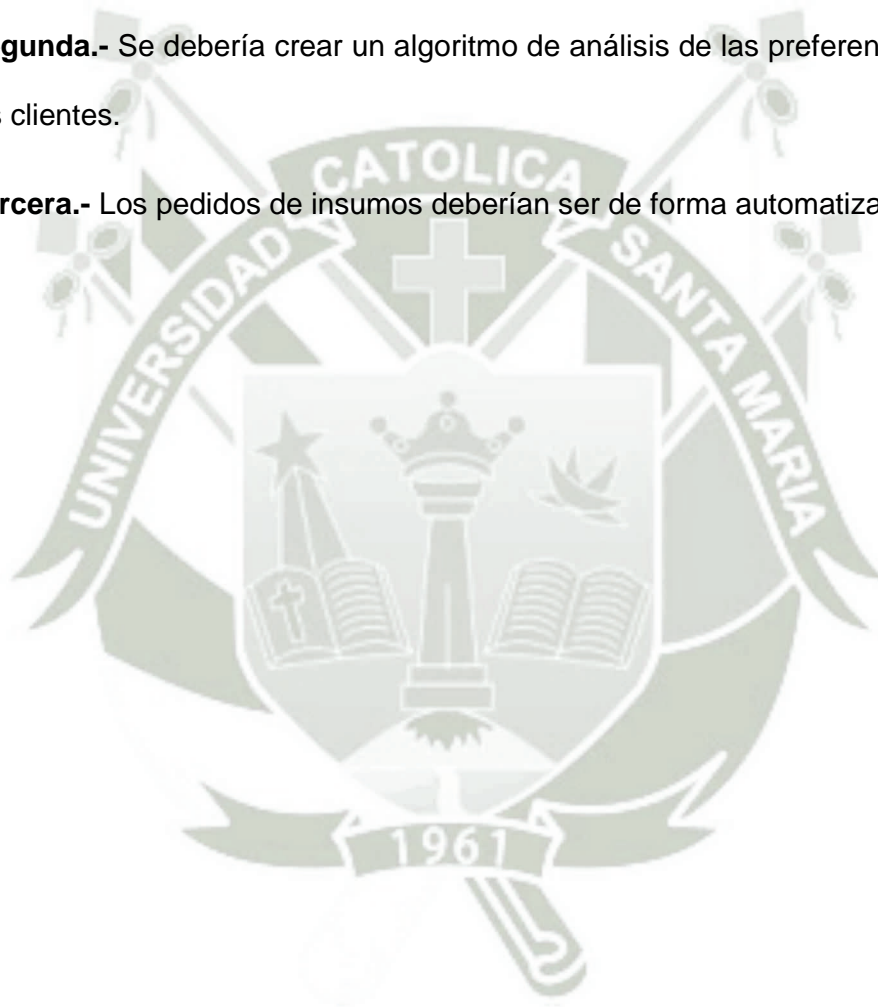 gunda.- Se debería crear un algoritmo de análisis de las preferen
s clientes.
rcera.- Los pedidos de insumos deberían ser de forma automatiza
UNIVERSIDAD CATOLICA SANTA MARIA
1961